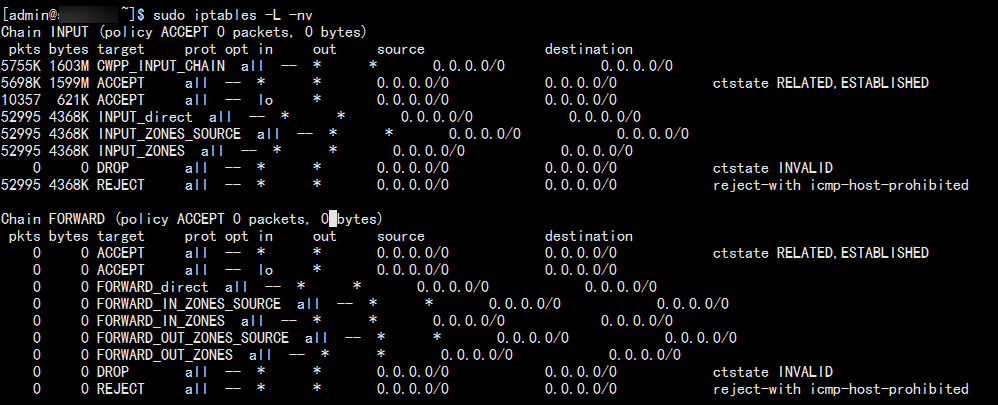 [admin@s ~]$ sudo iptables -L -nv
Chain INPUT (policy ACCEPT 0 packets, 0 bytes)
 pkts bytes target     prot opt in     out     source               destination
5755K 1603M CWPP_INPUT_CHAIN  all  --  *      *       0.0.0.0/0            0.0.0.0/0
5698K 1599M ACCEPT     all  --  *      *       0.0.0.0/0            0.0.0.0/0            ctstate RELATED,ESTABLISHED
10357  621K ACCEPT     all  --  lo     *       0.0.0.0/0            0.0.0.0/0
52995 4368K INPUT_direct  all  --  *      *       0.0.0.0/0            0.0.0.0/0
52995 4368K INPUT_ZONES_SOURCE  all  --  *      *       0.0.0.0/0            0.0.0.0/0
52995 4368K INPUT_ZONES  all  --  *      *       0.0.0.0/0            0.0.0.0/0
    0     0 DROP       all  --  *      *       0.0.0.0/0            0.0.0.0/0            ctstate INVALID
52995 4368K REJECT     all  --  *      *       0.0.0.0/0            0.0.0.0/0            reject-with icmp-host-prohibited
Chain FORWARD (policy ACCEPT 0 packets, 0 bytes)
 pkts bytes target     prot opt in     out     source               destination
    0     0 ACCEPT     all  --  *      *       0.0.0.0/0            0.0.0.0/0            ctstate RELATED,ESTABLISHED
    0     0 ACCEPT     all  --  lo     *       0.0.0.0/0            0.0.0.0/0
    0     0 FORWARD_direct  all  --  *      *       0.0.0.0/0            0.0.0.0/0
    0     0 FORWARD_IN_ZONES_SOURCE  all  --  *      *       0.0.0.0/0            0.0.0.0/0
    0     0 FORWARD_IN_ZONES  all  --  *      *       0.0.0.0/0            0.0.0.0/0
    0     0 FORWARD_OUT_ZONES_SOURCE  all  --  *      *       0.0.0.0/0            0.0.0.0/0
    0     0 FORWARD_OUT_ZONES  all  --  *      *       0.0.0.0/0            0.0.0.0/0
    0     0 DROP       all  --  *      *       0.0.0.0/0            0.0.0.0/0            ctstate INVALID
    0     0 REJECT     all  --  *      *       0.0.0.0/0            0.0.0.0/0            reject-with icmp-host-prohibited